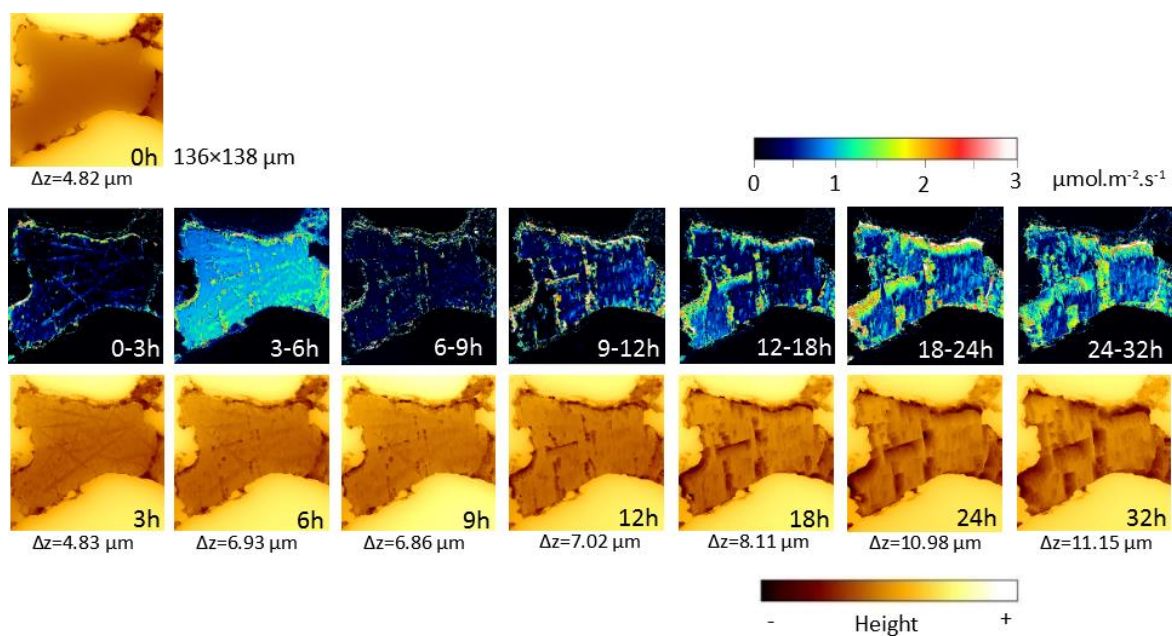 0h
136×138 µm
Δz=4.82 µm
0 1 2 3 µmol.m⁻².s⁻¹
0-3h 3-6h 6-9h 9-12h 12-18h 18-24h 24-32h
3h 6h 9h 12h 18h 24h 32h
Δz=4.83 µm Δz=6.93 µm Δz=6.86 µm Δz=7.02 µm Δz=8.11 µm Δz=10.98 µm Δz=11.15 µm
- Height +